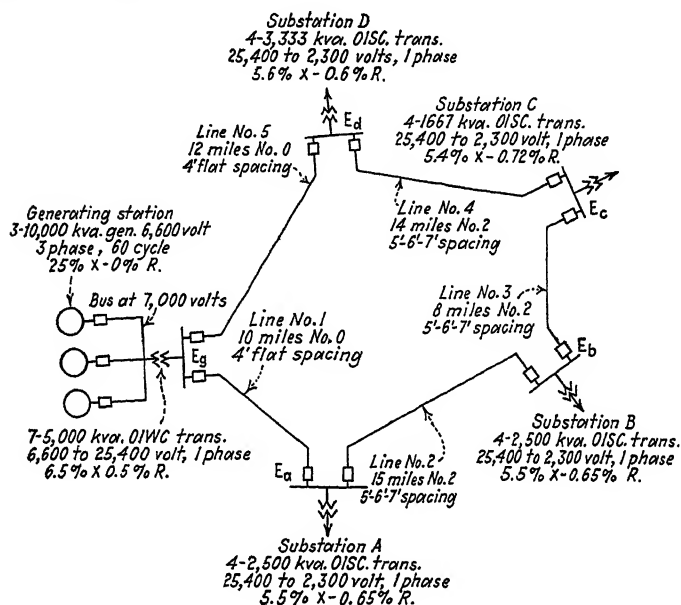 Substation D
4-3,333 kva. OISC. trans.
25,400 to 2,300 volts, 1 phase
5.6% X - 0.6% R.
Ed
Substation C
4-1667 kva. OISC. trans.
25,400 to 2,300 volt, 1 phase
5.4% X - 0.72% R.
Ec
Line No. 5
12 miles No. 0
4' flat spacing
Line No. 4
14 miles No. 2
5'-6'-7' spacing
Generating station
3-10,000 kva. gen. 6,600 volt
3 phase, 60 cycle
25% X - 0% R.
Bus at 7,000 volts
Line No. 1
10 miles No. 0
4' flat spacing
Eg
Line No. 3
8 miles No. 2
5'-6'-7' spacing
Eb
7-5,000 kva. OIWC trans.
6,600 to 25,400 volt, 1 phase
6.5% X 0.5% R.
Ea
Line No. 2
15 miles No. 2
5'-6'-7' spacing
Substation B
4-2,500 kva. OISC. trans.
25,400 to 2,300 volt, 1 phase
5.5% X - 0.65% R.
Substation A
4-2,500 kva. OISC. trans.
25,400 to 2,300 volt, 1 phase
5.5% X - 0.65% R.